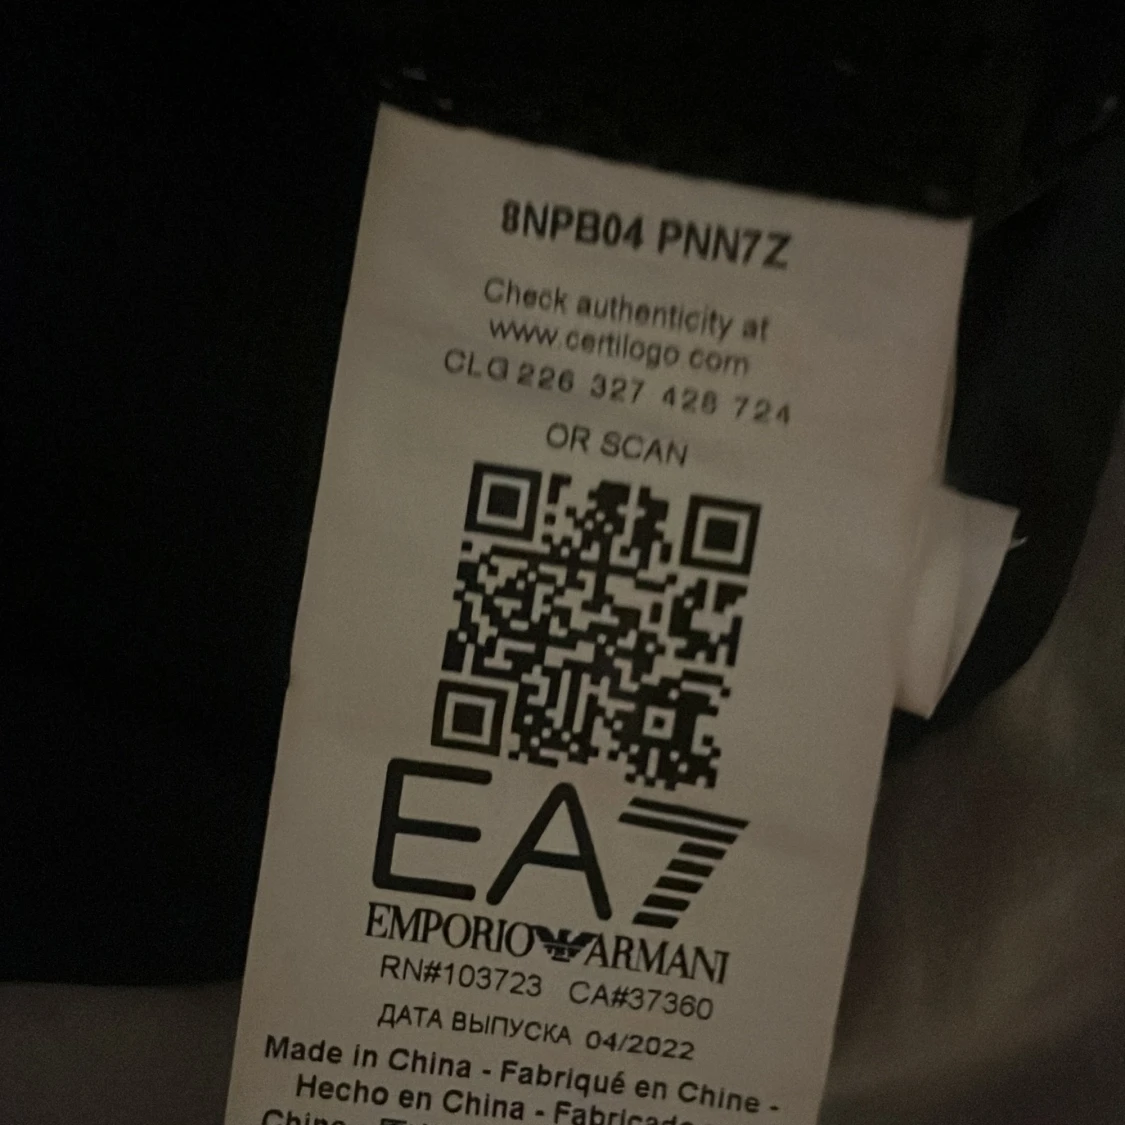 8NPB04 PNN7Z
Check authenticity at
www.certilogo.com
CLG 226 327 428 724
OR SCAN
EA7
EMPORIO ARMANI
RN#103723 CA#37360
ДАТА ВЫПУСКА 04/2022
Made in China - Fabriqué en Chine -
Hecho en China - Fabricado